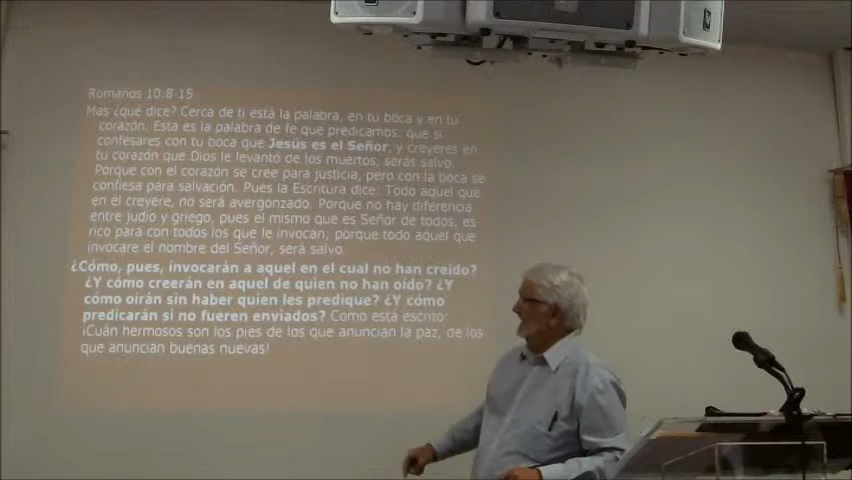 Romanos 10:8-15
Mas ¿qué dice? Cerca de ti está la palabra, en tu boca y en tu
corazón. Esta es la palabra de fe que predicamos: que si
confesares con tu boca que Jesús es el Señor, y creyeres en
tu corazón que Dios le levantó de los muertos, serás salvo.
Porque con el corazón se cree para justicia, pero con la boca se
confiesa para salvación. Pues la Escritura dice: Todo aquel que
en él creyere, no será avergonzado. Porque no hay diferencia
entre judío y griego, pues el mismo que es Señor de todos, es
rico para con todos los que le invocan; porque todo aquel que
invocare el nombre del Señor, será salvo.
¿Cómo, pues, invocarán a aquel en el cual no han creído?
¿Y cómo creerán en aquel de quien no han oído? ¿Y
cómo oirán sin haber quien les predique? ¿Y cómo
predicarán si no fueren enviados? Como está escrito:
¡Cuán hermosos son los pies de los que anuncian la paz, de los
que anuncian buenas nuevas!